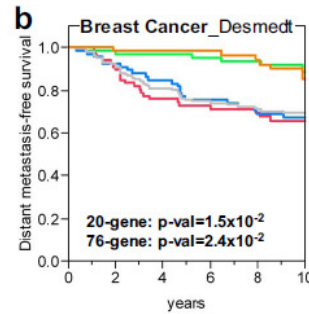 b
Breast Cancer_Desmedt
Distant metastasis-free survival
1.0
0.8
0.6
0.4
0.2
0.0
20-gene: p-val=1.5x10-2
76-gene: p-val=2.4x10-2
0 2 4 6 8 10
years